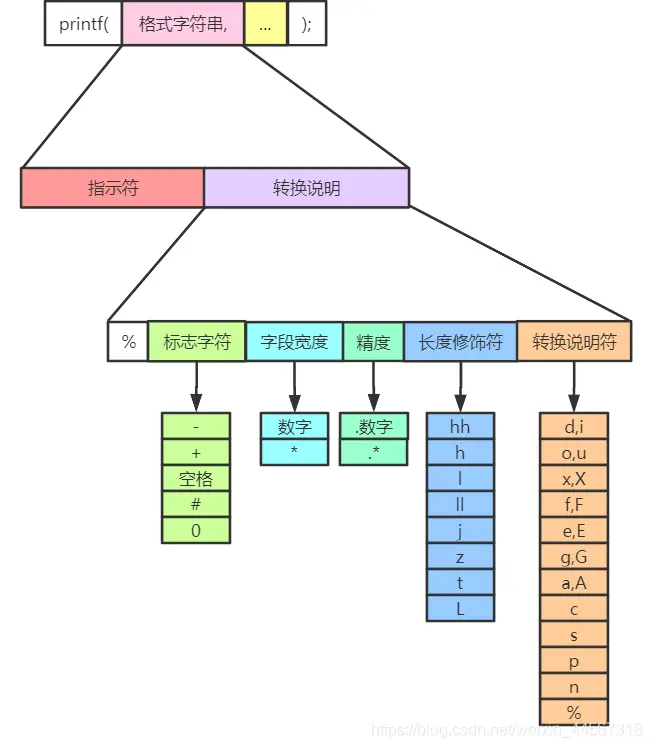 printf( 格式字符串, ... );
指示符 转换说明
% 标志字符 字段宽度 精度 长度修饰符 转换说明符
- 数字 .数字 hh d,i
+ * .* h o,u
空格 l x,X
# ll f,F
0 j e,E
z g,G
t a,A
L c
s
p
n
%
https://blog.csdn.net/weixin_44567318